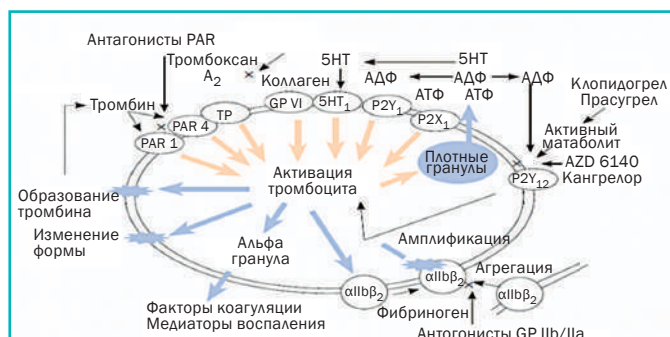 Антагонисты PAR
Тромбоксан
A2
5HT
5HT
Коллаген
АДФ
АДФ
АДФ
АТФ
АТФ
Клопидогрел
Прасугрел
Тромбин
PAR 1
PAR 4
TP
GP VI
5HT1
P2Y1
P2X1
Активный
матаболит
AZD 6140
Кангрелор
P2Y12
Плотные
гранулы
Активация
тромбоцита
Образование
тромбина
Изменение
формы
Альфа
гранула
Амплификация
Агрегация
αIIbβ2
αIIbβ2
αIIbβ2
Фибриноген
Факторы коагуляции
Медиаторы воспаления
Антогонисты GP IIb/IIa